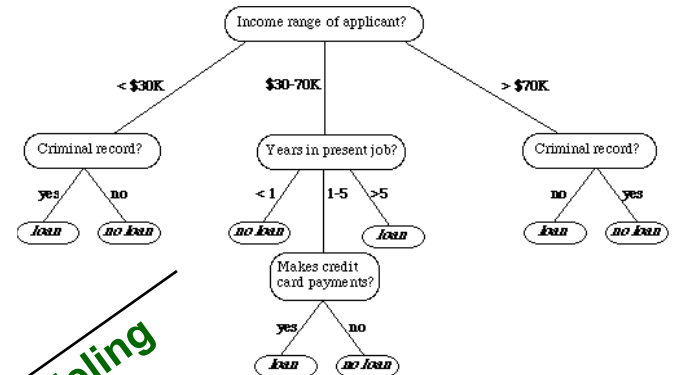 Income range of applicant?
< $30K
$30-70K
> $70K
Criminal record?
Years in present job?
Criminal record?
yes
no
< 1
1-5
>5
no
yes
loan
no loan
no loan
loan
loan
no loan
Makes credit
card payments?
yes
no
loan
no loan